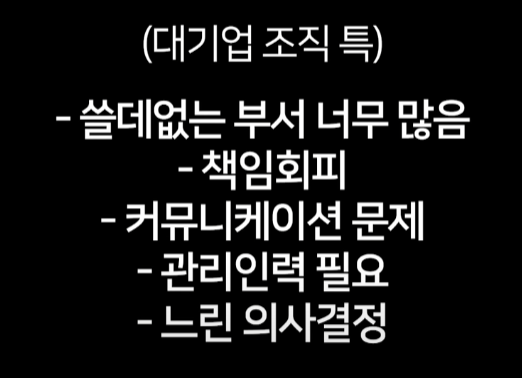 (대기업 조직 특)
- 쓸데없는 부서 너무 많음
- 책임회피
- 커뮤니케이션 문제
- 관리인력 필요
- 느린 의사결정